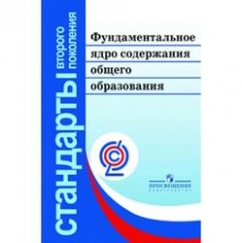 Фундаментальное
ядро содержания
общего
образования
стандарты
второго
поколения
ПРОСВЕЩЕНИЕ